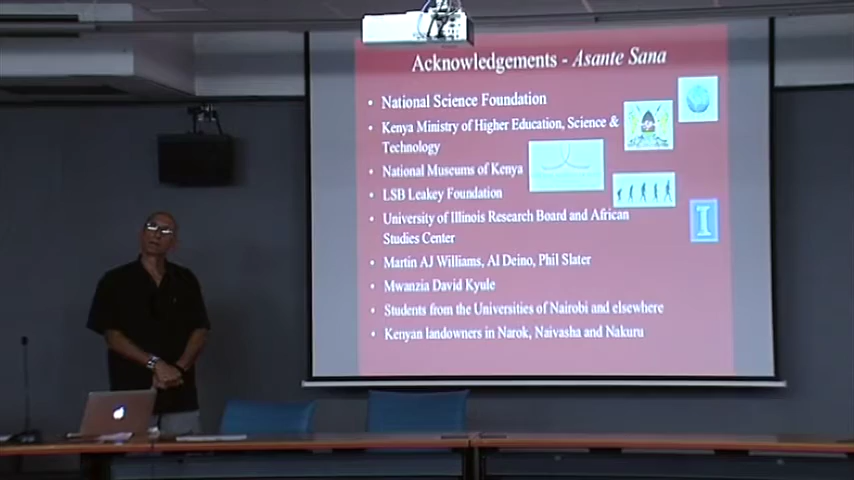 Acknowledgements - Asante Sana
• National Science Foundation
• Kenya Ministry of Higher Education, Science &
Technology
• National Museums of Kenya
• LSB Leakey Foundation
• University of Illinois Research Board and African
Studies Center
• Martin AJ Williams, Al Deino, Phil Slater
• Mwanzia David Kyule
• Students from the Universities of Nairobi and elsewhere
• Kenyan landowners in Narok, Naivasha and Nakuru
I